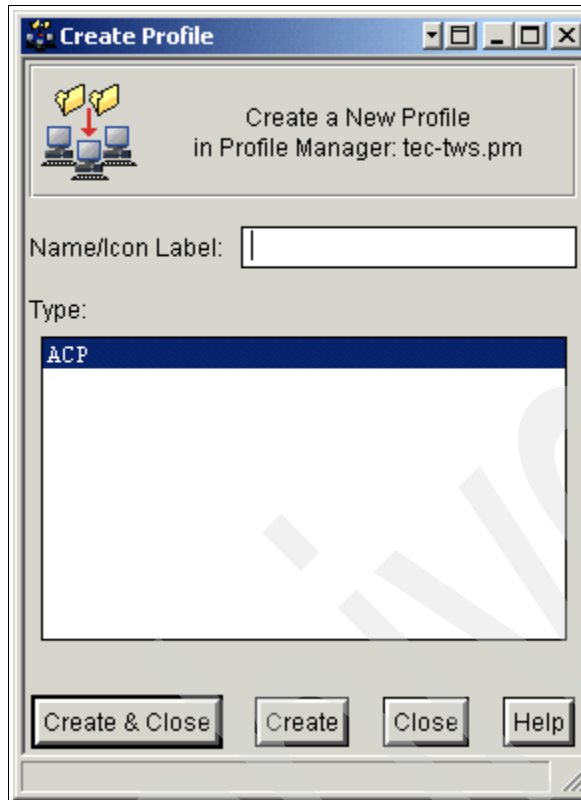 Create Profile
Create a New Profile
in Profile Manager: tec-tws.pm
Name/Icon Label:
Type:
ACP
Create & Close
Create
Close
Help